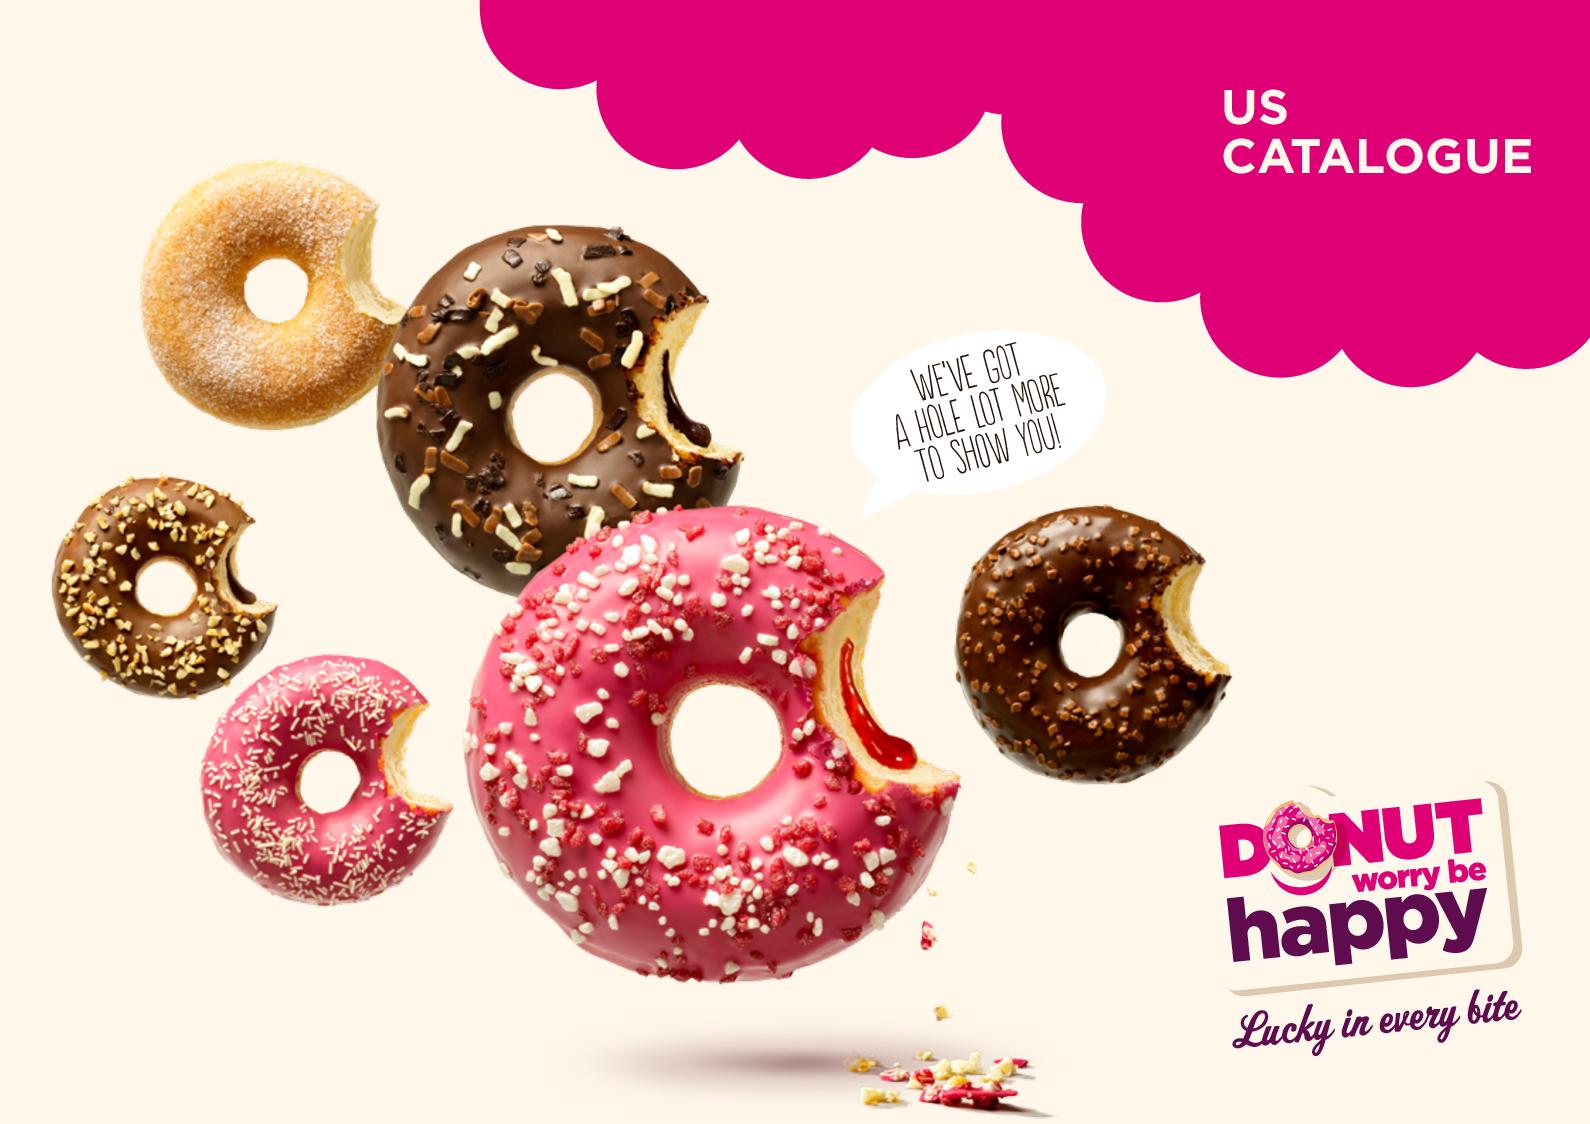 US
CATALOGUE
WE'VE GOT
A HOLE LOT MORE
TO SHOW YOU!
DONUT
worry be
happy
Lucky in every bite